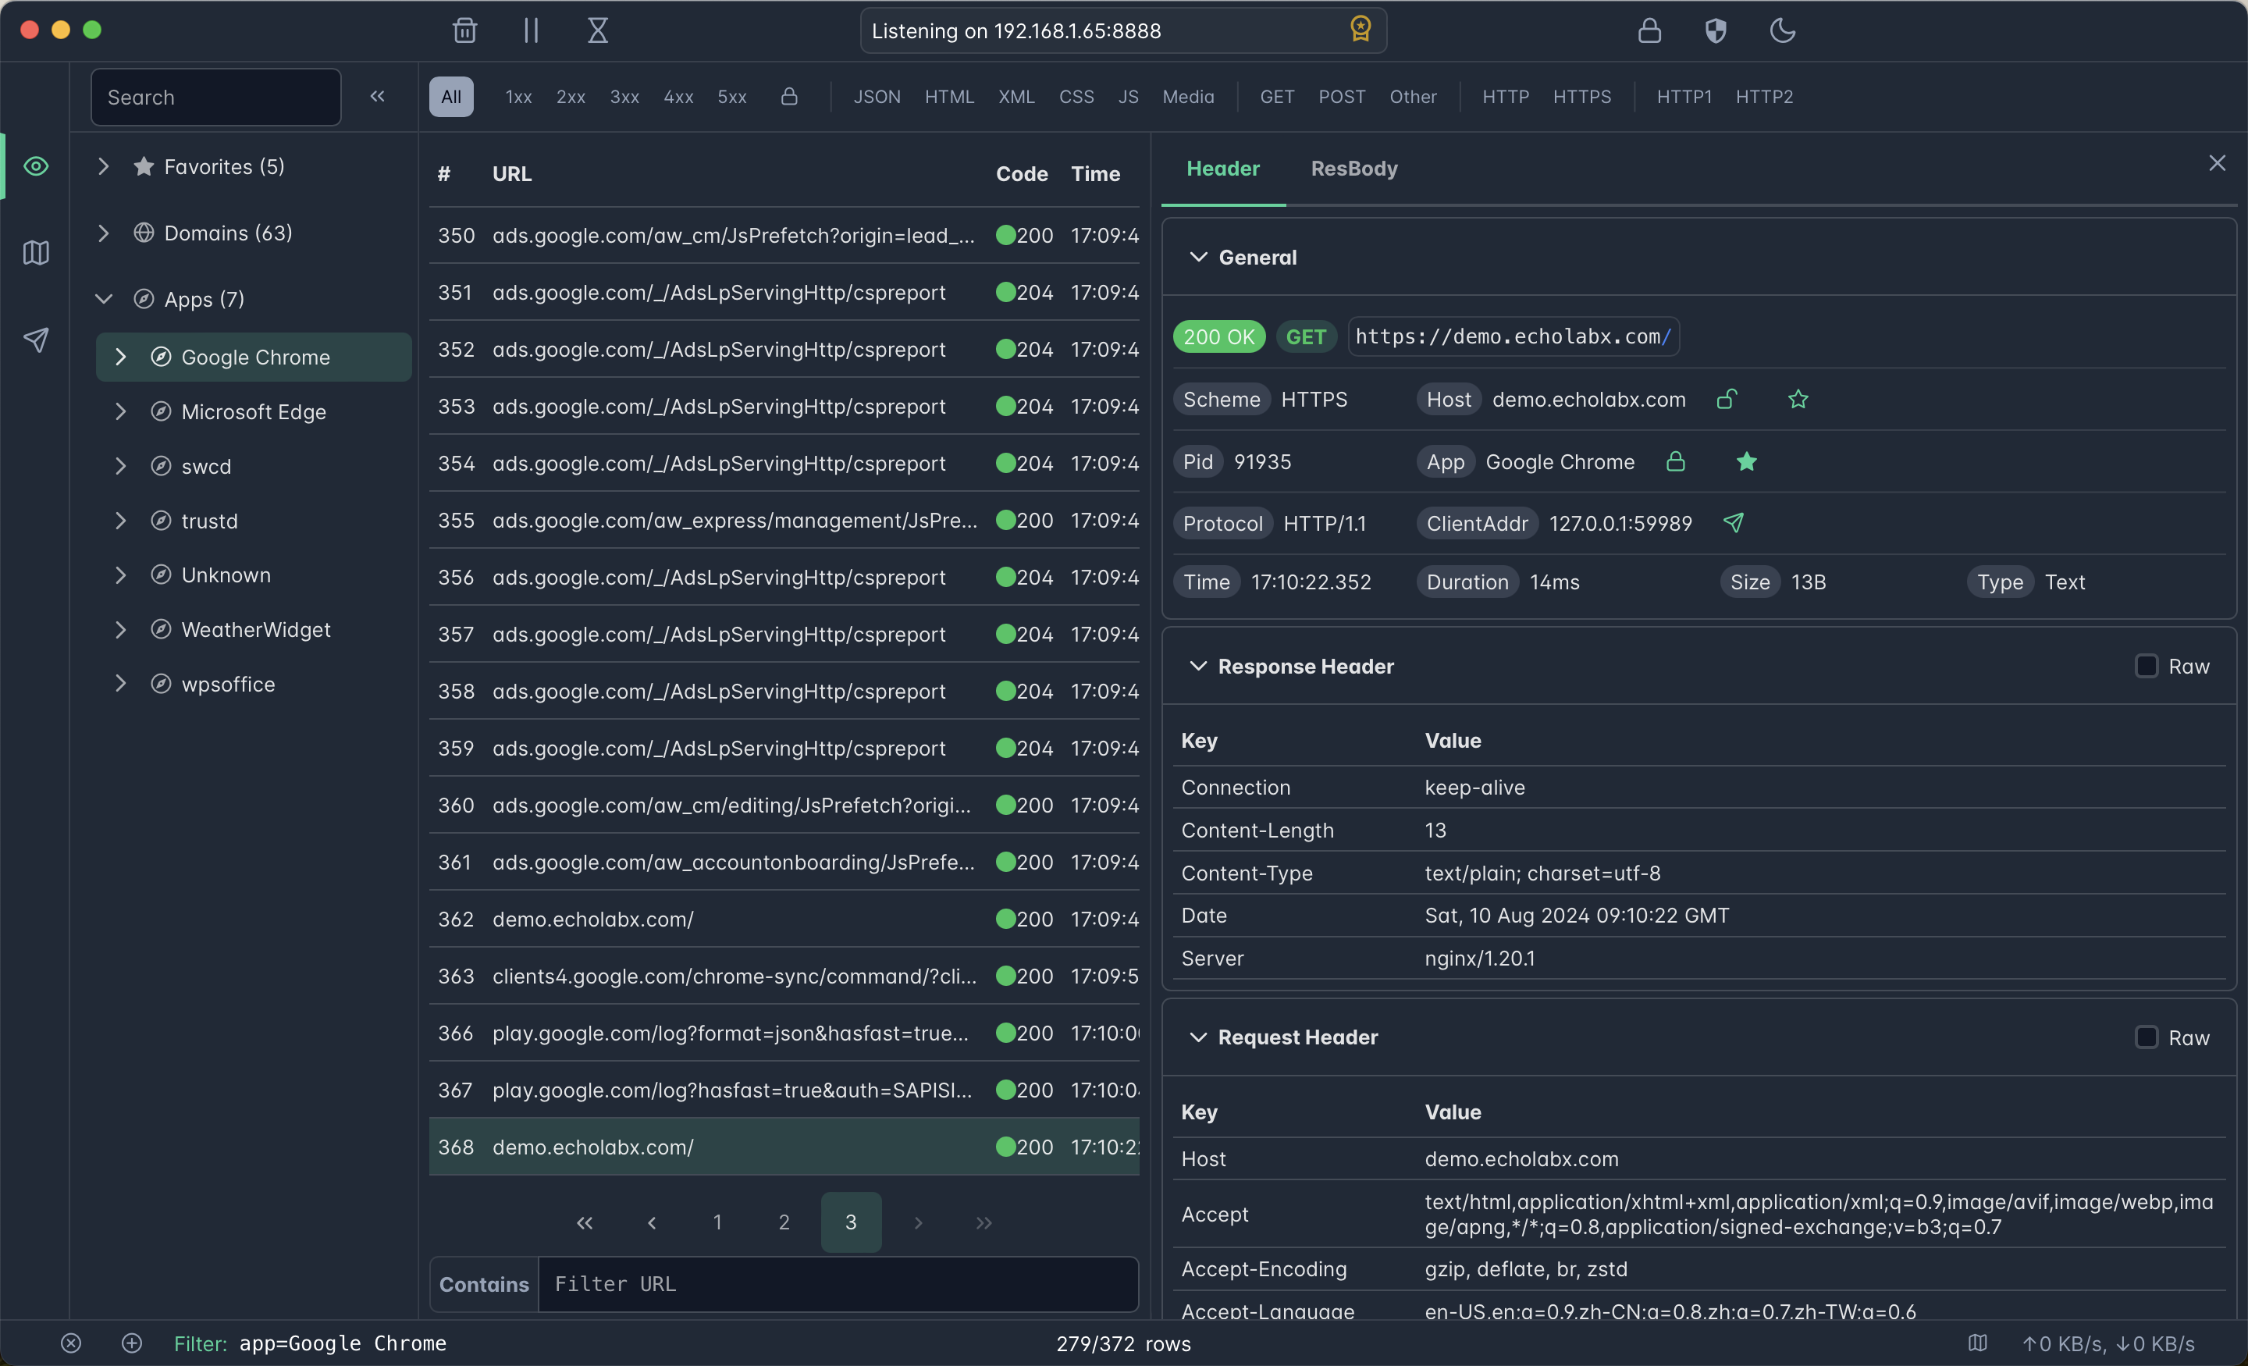 Listening on 192.168.1.65:8888
Search
All 1xx 2xx 3xx 4xx 5xx JSON HTML XML CSS JS Media GET POST Other HTTP HTTPS HTTP1 HTTP2
Favorites (5)
Domains (63)
Apps (7)
Google Chrome
Microsoft Edge
swcd
trustd
Unknown
WeatherWidget
wpsoffice
# URL Code Time
350 ads.google.com/aw_cm/JsPrefetch?origin=lead_... 200 17:09:4
351 ads.google.com/_/AdsLpServingHttp/cspreport 204 17:09:4
352 ads.google.com/_/AdsLpServingHttp/cspreport 204 17:09:4
353 ads.google.com/_/AdsLpServingHttp/cspreport 204 17:09:4
354 ads.google.com/_/AdsLpServingHttp/cspreport 204 17:09:4
355 ads.google.com/aw_express/management/JsPre... 200 17:09:4
356 ads.google.com/_/AdsLpServingHttp/cspreport 204 17:09:4
357 ads.google.com/_/AdsLpServingHttp/cspreport 204 17:09:4
358 ads.google.com/_/AdsLpServingHttp/cspreport 204 17:09:4
359 ads.google.com/_/AdsLpServingHttp/cspreport 204 17:09:4
360 ads.google.com/aw_cm/editing/JsPrefetch?origi... 200 17:09:4
361 ads.google.com/aw_accountonboarding/JsPrefe... 200 17:09:4
362 demo.echolabx.com/ 200 17:09:4
363 clients4.google.com/chrome-sync/command/?cli... 200 17:09:5
366 play.google.com/log?format=json&hasfast=true... 200 17:10:0
367 play.google.com/log?hasfast=true&auth=SAPISI... 200 17:10:0
368 demo.echolabx.com/ 200 17:10:2
« ‹ 1 2 3 › »
Contains Filter URL
Header ResBody
General
200 OK GET https://demo.echolabx.com/
Scheme HTTPS Host demo.echolabx.com
Pid 91935 App Google Chrome
Protocol HTTP/1.1 ClientAddr 127.0.0.1:59989
Time 17:10:22.352 Duration 14ms Size 13B Type Text
Response Header Raw
Key Value
Connection keep-alive
Content-Length 13
Content-Type text/plain; charset=utf-8
Date Sat, 10 Aug 2024 09:10:22 GMT
Server nginx/1.20.1
Request Header Raw
Key Value
Host demo.echolabx.com
Accept text/html,application/xhtml+xml,application/xml;q=0.9,image/avif,image/webp,ima
ge/apng,*/*;q=0.8,application/signed-exchange;v=b3;q=0.7
Accept-Encoding gzip, deflate, br, zstd
Accept-Language en-US,en;q=0.9,zh-CN;q=0.8,zh;q=0.7,zh-TW;q=0.6
Filter: app=Google Chrome
279/372 rows
↑0 KB/s, ↓0 KB/s